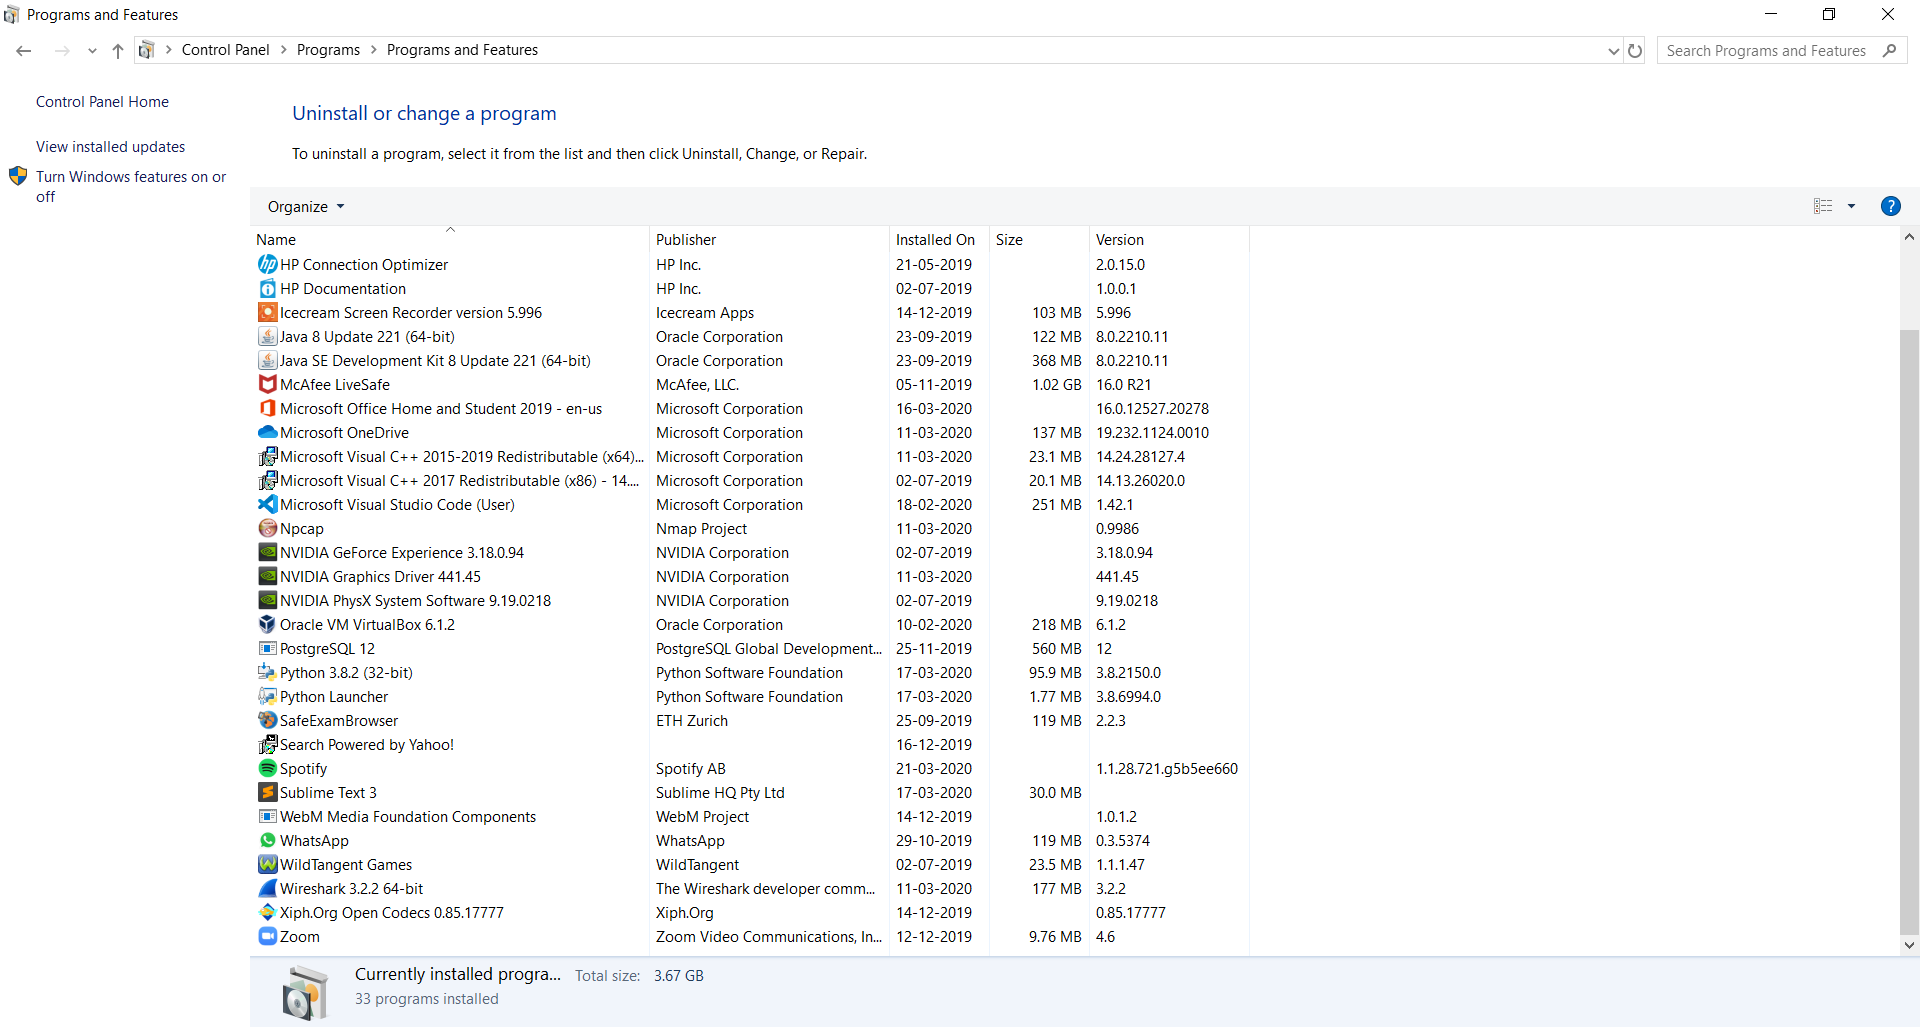 Programs and Features
Control Panel > Programs > Programs and Features
Search Programs and Features
Control Panel Home
View installed updates
Turn Windows features on or
off
Uninstall or change a program
To uninstall a program, select it from the list and then click Uninstall, Change, or Repair.
Organize
Name Publisher Installed On Size Version
HP Connection Optimizer HP Inc. 21-05-2019 2.0.15.0
HP Documentation HP Inc. 02-07-2019 1.0.0.1
Icecream Screen Recorder version 5.996 Icecream Apps 14-12-2019 103 MB 5.996
Java 8 Update 221 (64-bit) Oracle Corporation 23-09-2019 122 MB 8.0.2210.11
Java SE Development Kit 8 Update 221 (64-bit) Oracle Corporation 23-09-2019 368 MB 8.0.2210.11
McAfee LiveSafe McAfee, LLC. 05-11-2019 1.02 GB 16.0 R21
Microsoft Office Home and Student 2019 - en-us Microsoft Corporation 16-03-2020 16.0.12527.20278
Microsoft OneDrive Microsoft Corporation 11-03-2020 137 MB 19.232.1124.0010
Microsoft Visual C++ 2015-2019 Redistributable (x64)... Microsoft Corporation 11-03-2020 23.1 MB 14.24.28127.4
Microsoft Visual C++ 2017 Redistributable (x86) - 14.... Microsoft Corporation 02-07-2019 20.1 MB 14.13.26020.0
Microsoft Visual Studio Code (User) Microsoft Corporation 18-02-2020 251 MB 1.42.1
Npcap Nmap Project 11-03-2020 0.9986
NVIDIA GeForce Experience 3.18.0.94 NVIDIA Corporation 02-07-2019 3.18.0.94
NVIDIA Graphics Driver 441.45 NVIDIA Corporation 11-03-2020 441.45
NVIDIA PhysX System Software 9.19.0218 NVIDIA Corporation 02-07-2019 9.19.0218
Oracle VM VirtualBox 6.1.2 Oracle Corporation 10-02-2020 218 MB 6.1.2
PostgreSQL 12 PostgreSQL Global Development... 25-11-2019 560 MB 12
Python 3.8.2 (32-bit) Python Software Foundation 17-03-2020 95.9 MB 3.8.2150.0
Python Launcher Python Software Foundation 17-03-2020 1.77 MB 3.8.6994.0
SafeExamBrowser ETH Zurich 25-09-2019 119 MB 2.2.3
Search Powered by Yahoo! 16-12-2019
Spotify Spotify AB 21-03-2020 1.1.28.721.g5b5ee660
Sublime Text 3 Sublime HQ Pty Ltd 17-03-2020 30.0 MB
WebM Media Foundation Components WebM Project 14-12-2019 1.0.1.2
WhatsApp WhatsApp 29-10-2019 119 MB 0.3.5374
WildTangent Games WildTangent 02-07-2019 23.5 MB 1.1.1.47
Wireshark 3.2.2 64-bit The Wireshark developer comm... 11-03-2020 177 MB 3.2.2
Xiph.Org Open Codecs 0.85.17777 Xiph.Org 14-12-2019 0.85.17777
Zoom Zoom Video Communications, In... 12-12-2019 9.76 MB 4.6
Currently installed progra... Total size: 3.67 GB
33 programs installed